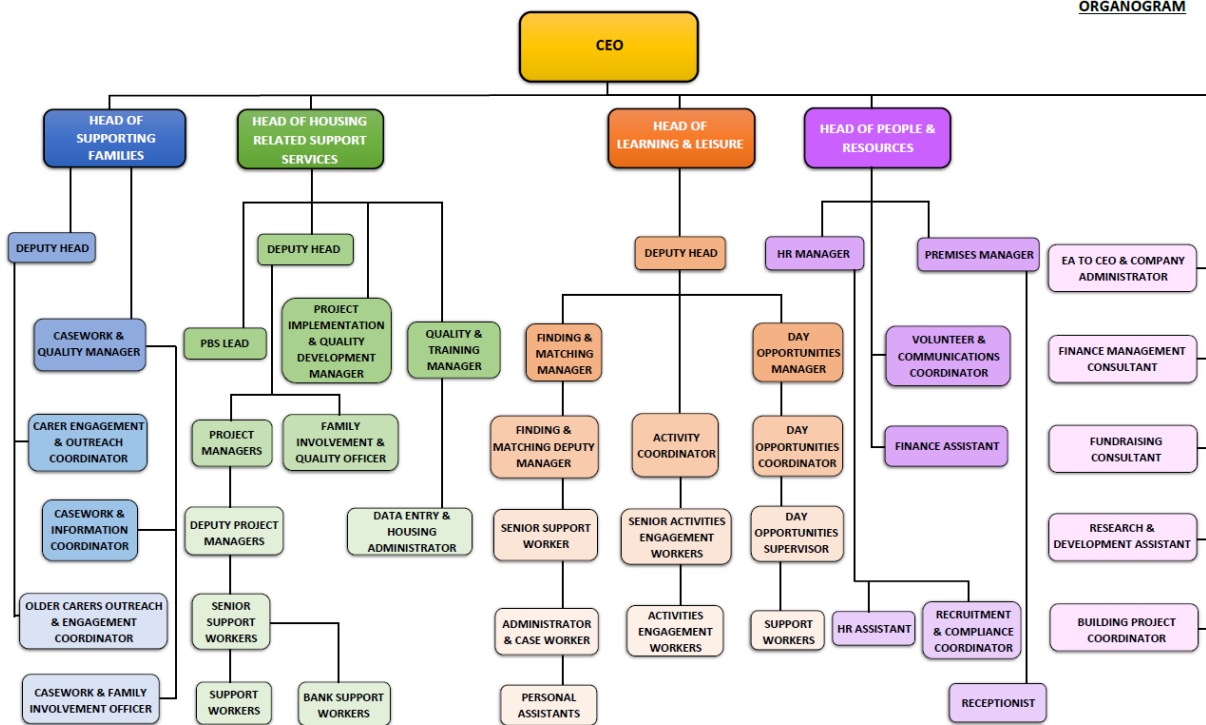 ORGANOGRAM
CEO
HEAD OF
SUPPORTING
FAMILIES
HEAD OF HOUSING
RELATED SUPPORT
SERVICES
HEAD OF
LEARNING & LEISURE
HEAD OF PEOPLE &
RESOURCES
DEPUTY HEAD
DEPUTY HEAD
DEPUTY HEAD
HR MANAGER
PREMISES MANAGER
EA TO CEO & COMPANY
ADMINISTRATOR
CASEWORK &
QUALITY MANAGER
PBS LEAD
PROJECT
IMPLEMENTATION
& QUALITY
DEVELOPMENT
MANAGER
QUALITY &
TRAINING
MANAGER
FINDING &
MATCHING
MANAGER
DAY
OPPORTUNITIES
MANAGER
VOLUNTEER &
COMMUNICATIONS
COORDINATOR
FINANCE MANAGEMENT
CONSULTANT
CARER ENGAGEMENT
& OUTREACH
COORDINATOR
PROJECT
MANAGERS
FAMILY
INVOLVEMENT &
QUALITY OFFICER
FINDING &
MATCHING DEPUTY
MANAGER
ACTIVITY
COORDINATOR
DAY
OPPORTUNITIES
COORDINATOR
FINANCE ASSISTANT
FUNDRAISING
CONSULTANT
CASEWORK &
INFORMATION
COORDINATOR
DEPUTY PROJECT
MANAGERS
DATA ENTRY &
HOUSING
ADMINISTRATOR
SENIOR SUPPORT
WORKER
SENIOR ACTIVITIES
ENGAGEMENT
WORKERS
DAY
OPPORTUNITIES
SUPERVISOR
RESEARCH &
DEVELOPMENT ASSISTANT
OLDER CARERS OUTREACH
& ENGAGEMENT
COORDINATOR
SENIOR
SUPPORT
WORKERS
ADMINISTRATOR
& CASE WORKER
ACTIVITIES
ENGAGEMENT
WORKERS
SUPPORT
WORKERS
HR ASSISTANT
RECRUITMENT
& COMPLIANCE
COORDINATOR
BUILDING PROJECT
COORDINATOR
CASEWORK & FAMILY
INVOLVEMENT OFFICER
SUPPORT
WORKERS
BANK SUPPORT
WORKERS
PERSONAL
ASSISTANTS
RECEPTIONIST